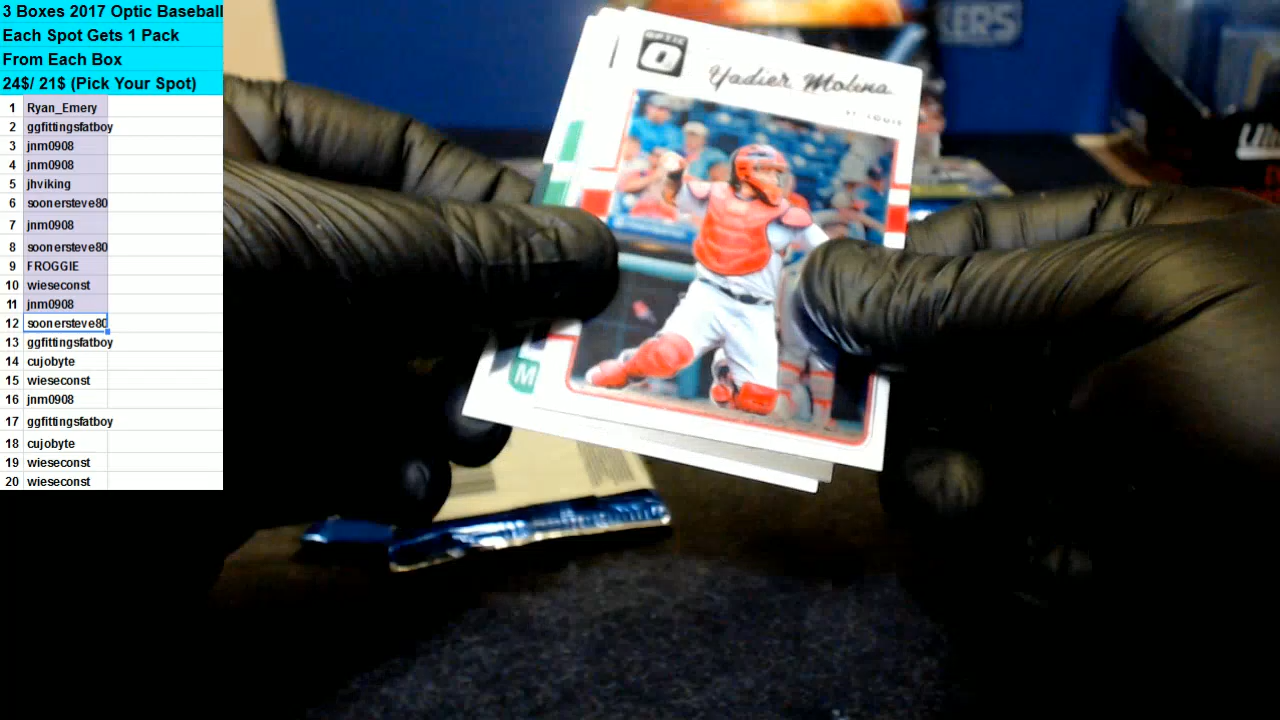 3 Boxes 2017 Optic Baseball
Each Spot Gets 1 Pack
From Each Box
24$/ 21$ (Pick Your Spot)
1 Ryan_Emery
2 ggfittingsfatboy
3 jnm0908
4 jnm0908
5 jhviking
6 soonersteve80
7 jnm0908
8 soonersteve80
9 FROGGIE
10 wieseconst
11 jnm0908
12 soonersteve80
13 ggfittingsfatboy
14 cujobyte
15 wieseconst
16 jnm0908
17 ggfittingsfatboy
18 cujobyte
19 wieseconst
20 wieseconst
OPTIC
Yadier Molina
ST. LOUIS
M
KERS